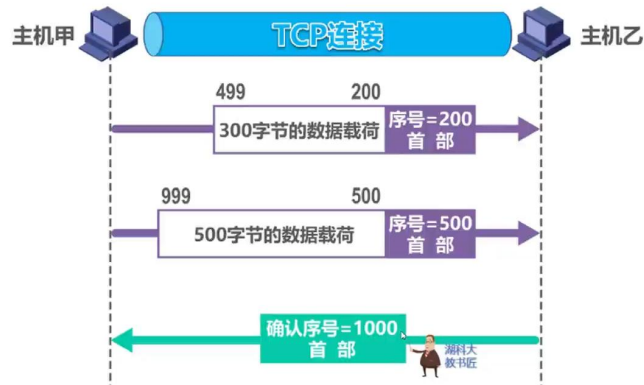 主机甲
TCP连接
主机乙
499
200
300字节的数据载荷
序号=200
首 部
999
500
500字节的数据载荷
序号=500
首 部
确认序号=1000
首 部
湖科大
教书匠